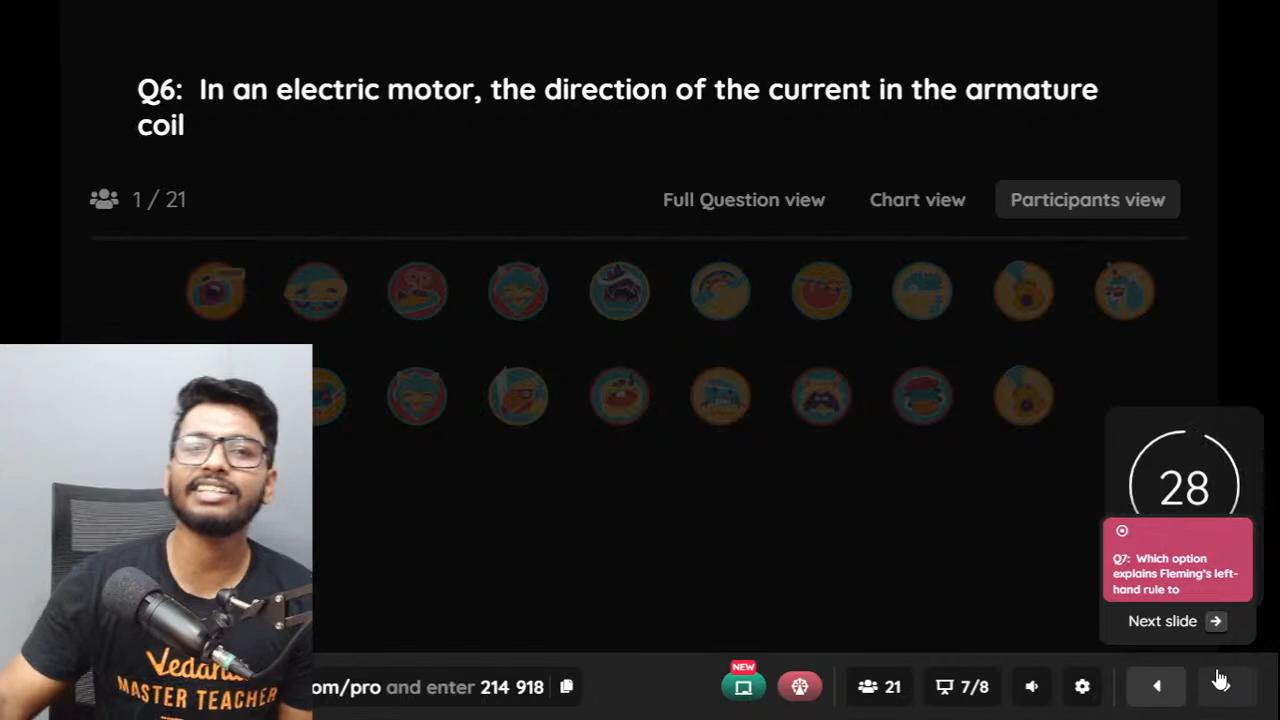 Q6: In an electric motor, the direction of the current in the armature
coil
1 / 21
Full Question view
Chart view
Participants view
28
Q7: Which option
explains Fleming's left-
hand rule to
Next slide
NEW
om/pro and enter 214 918
21
7/8
MASTER TEACHER